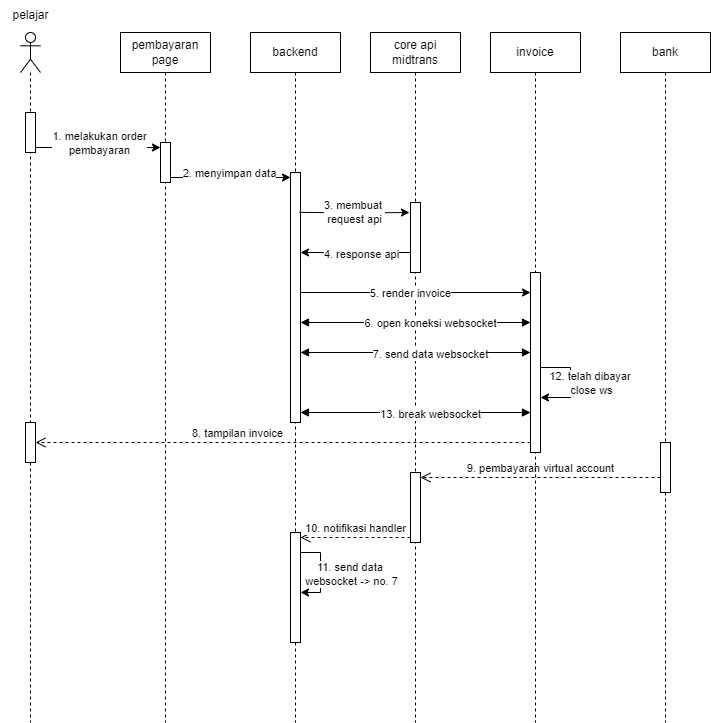 pelajar
pembayaran
page
backend
core api
midtrans
invoice
bank
1. melakukan order
pembayaran
2. menyimpan data
3. membuat
request api
4. response api
5. render invoice
6. open koneksi websocket
7. send data websocket
12. telah dibayar
close ws
13. break websocket
8. tampilan invoice
9. pembayaran virtual account
10. notifikasi handler
11. send data
websocket -> no. 7